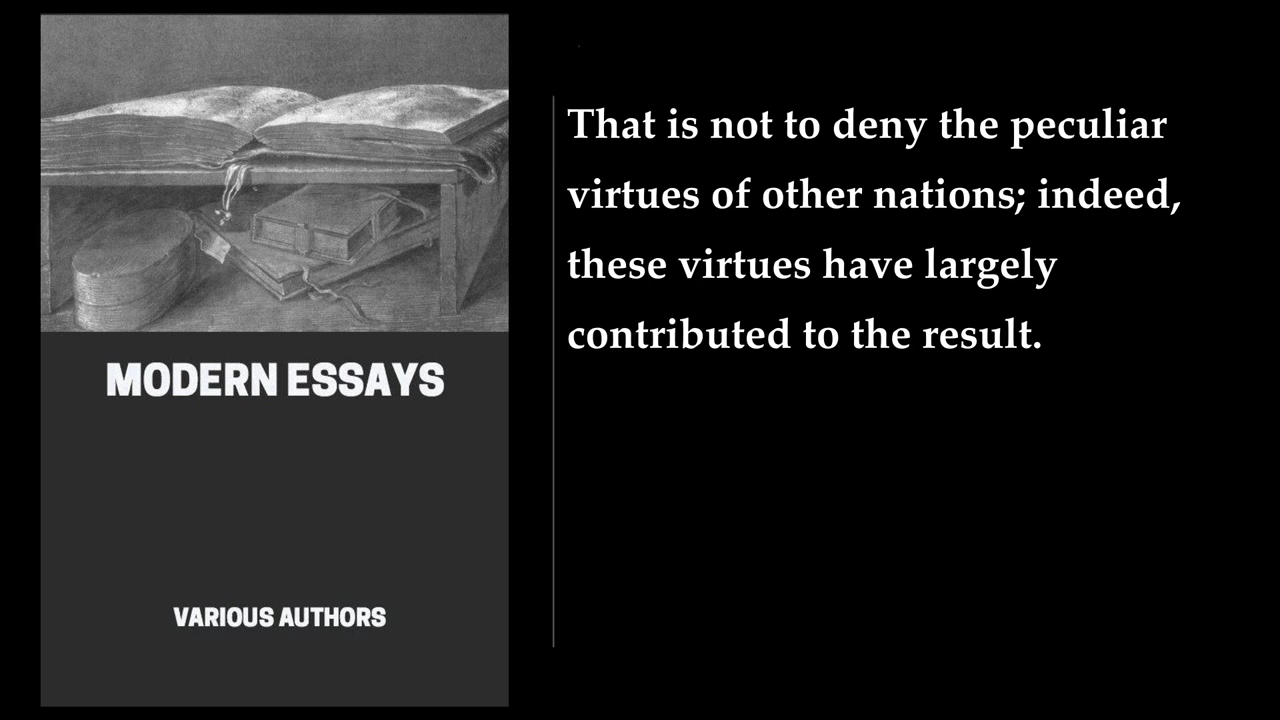 MODERN ESSAYS
VARIOUS AUTHORS
That is not to deny the peculiar
virtues of other nations; indeed,
these virtues have largely
contributed to the result.